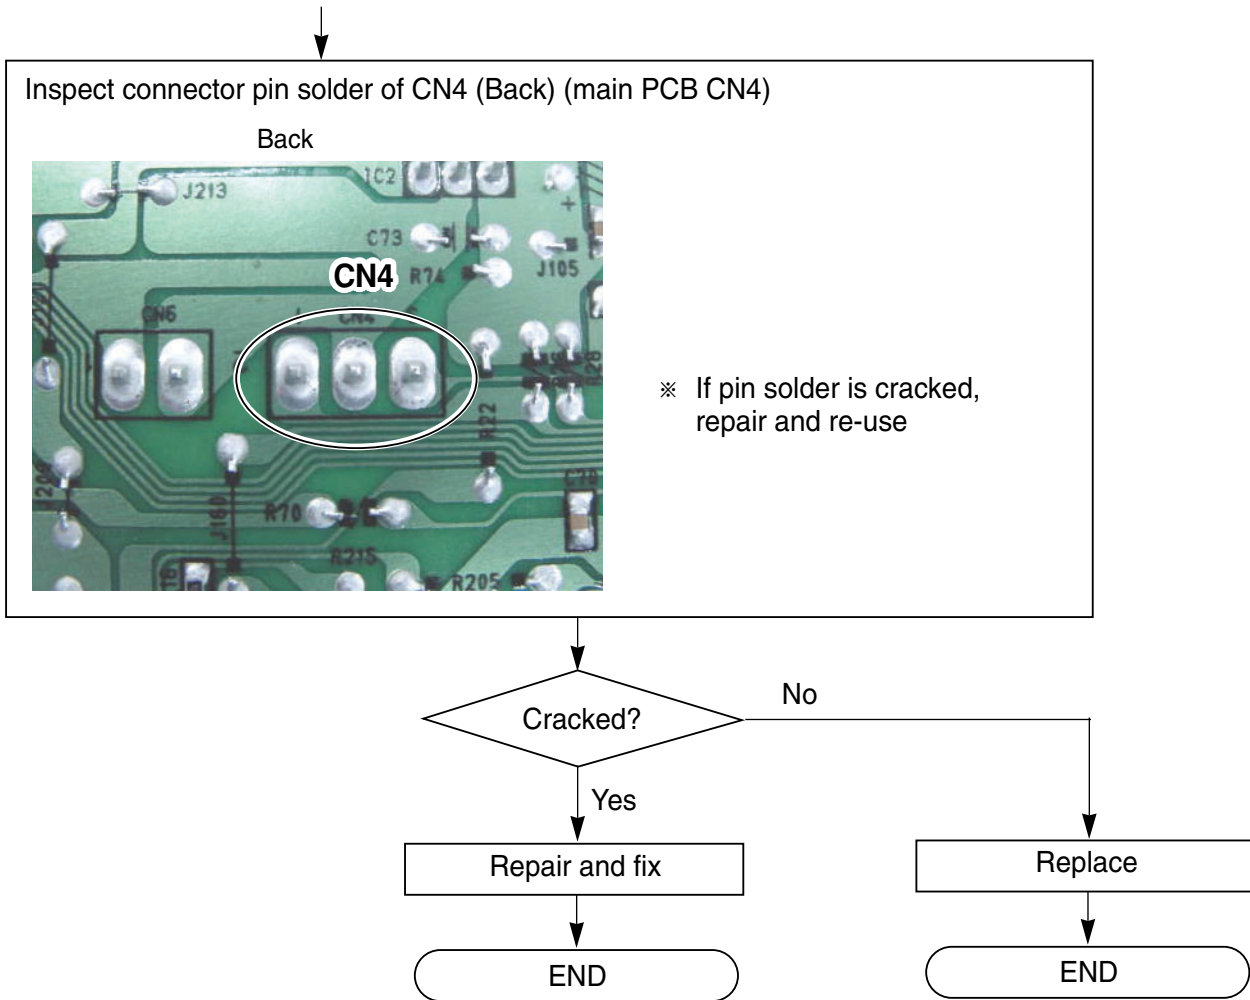 Inspect connector pin solder of CN4 (Back) (main PCB CN4)
Back
J213
IC2
C73
+
CN4
R74
J105
CN6
CN4
R22
※ If pin solder is cracked,
repair and re-use
J160
R70
C78
R215
R205
Cracked?
No
Yes
Repair and fix
Replace
END
END